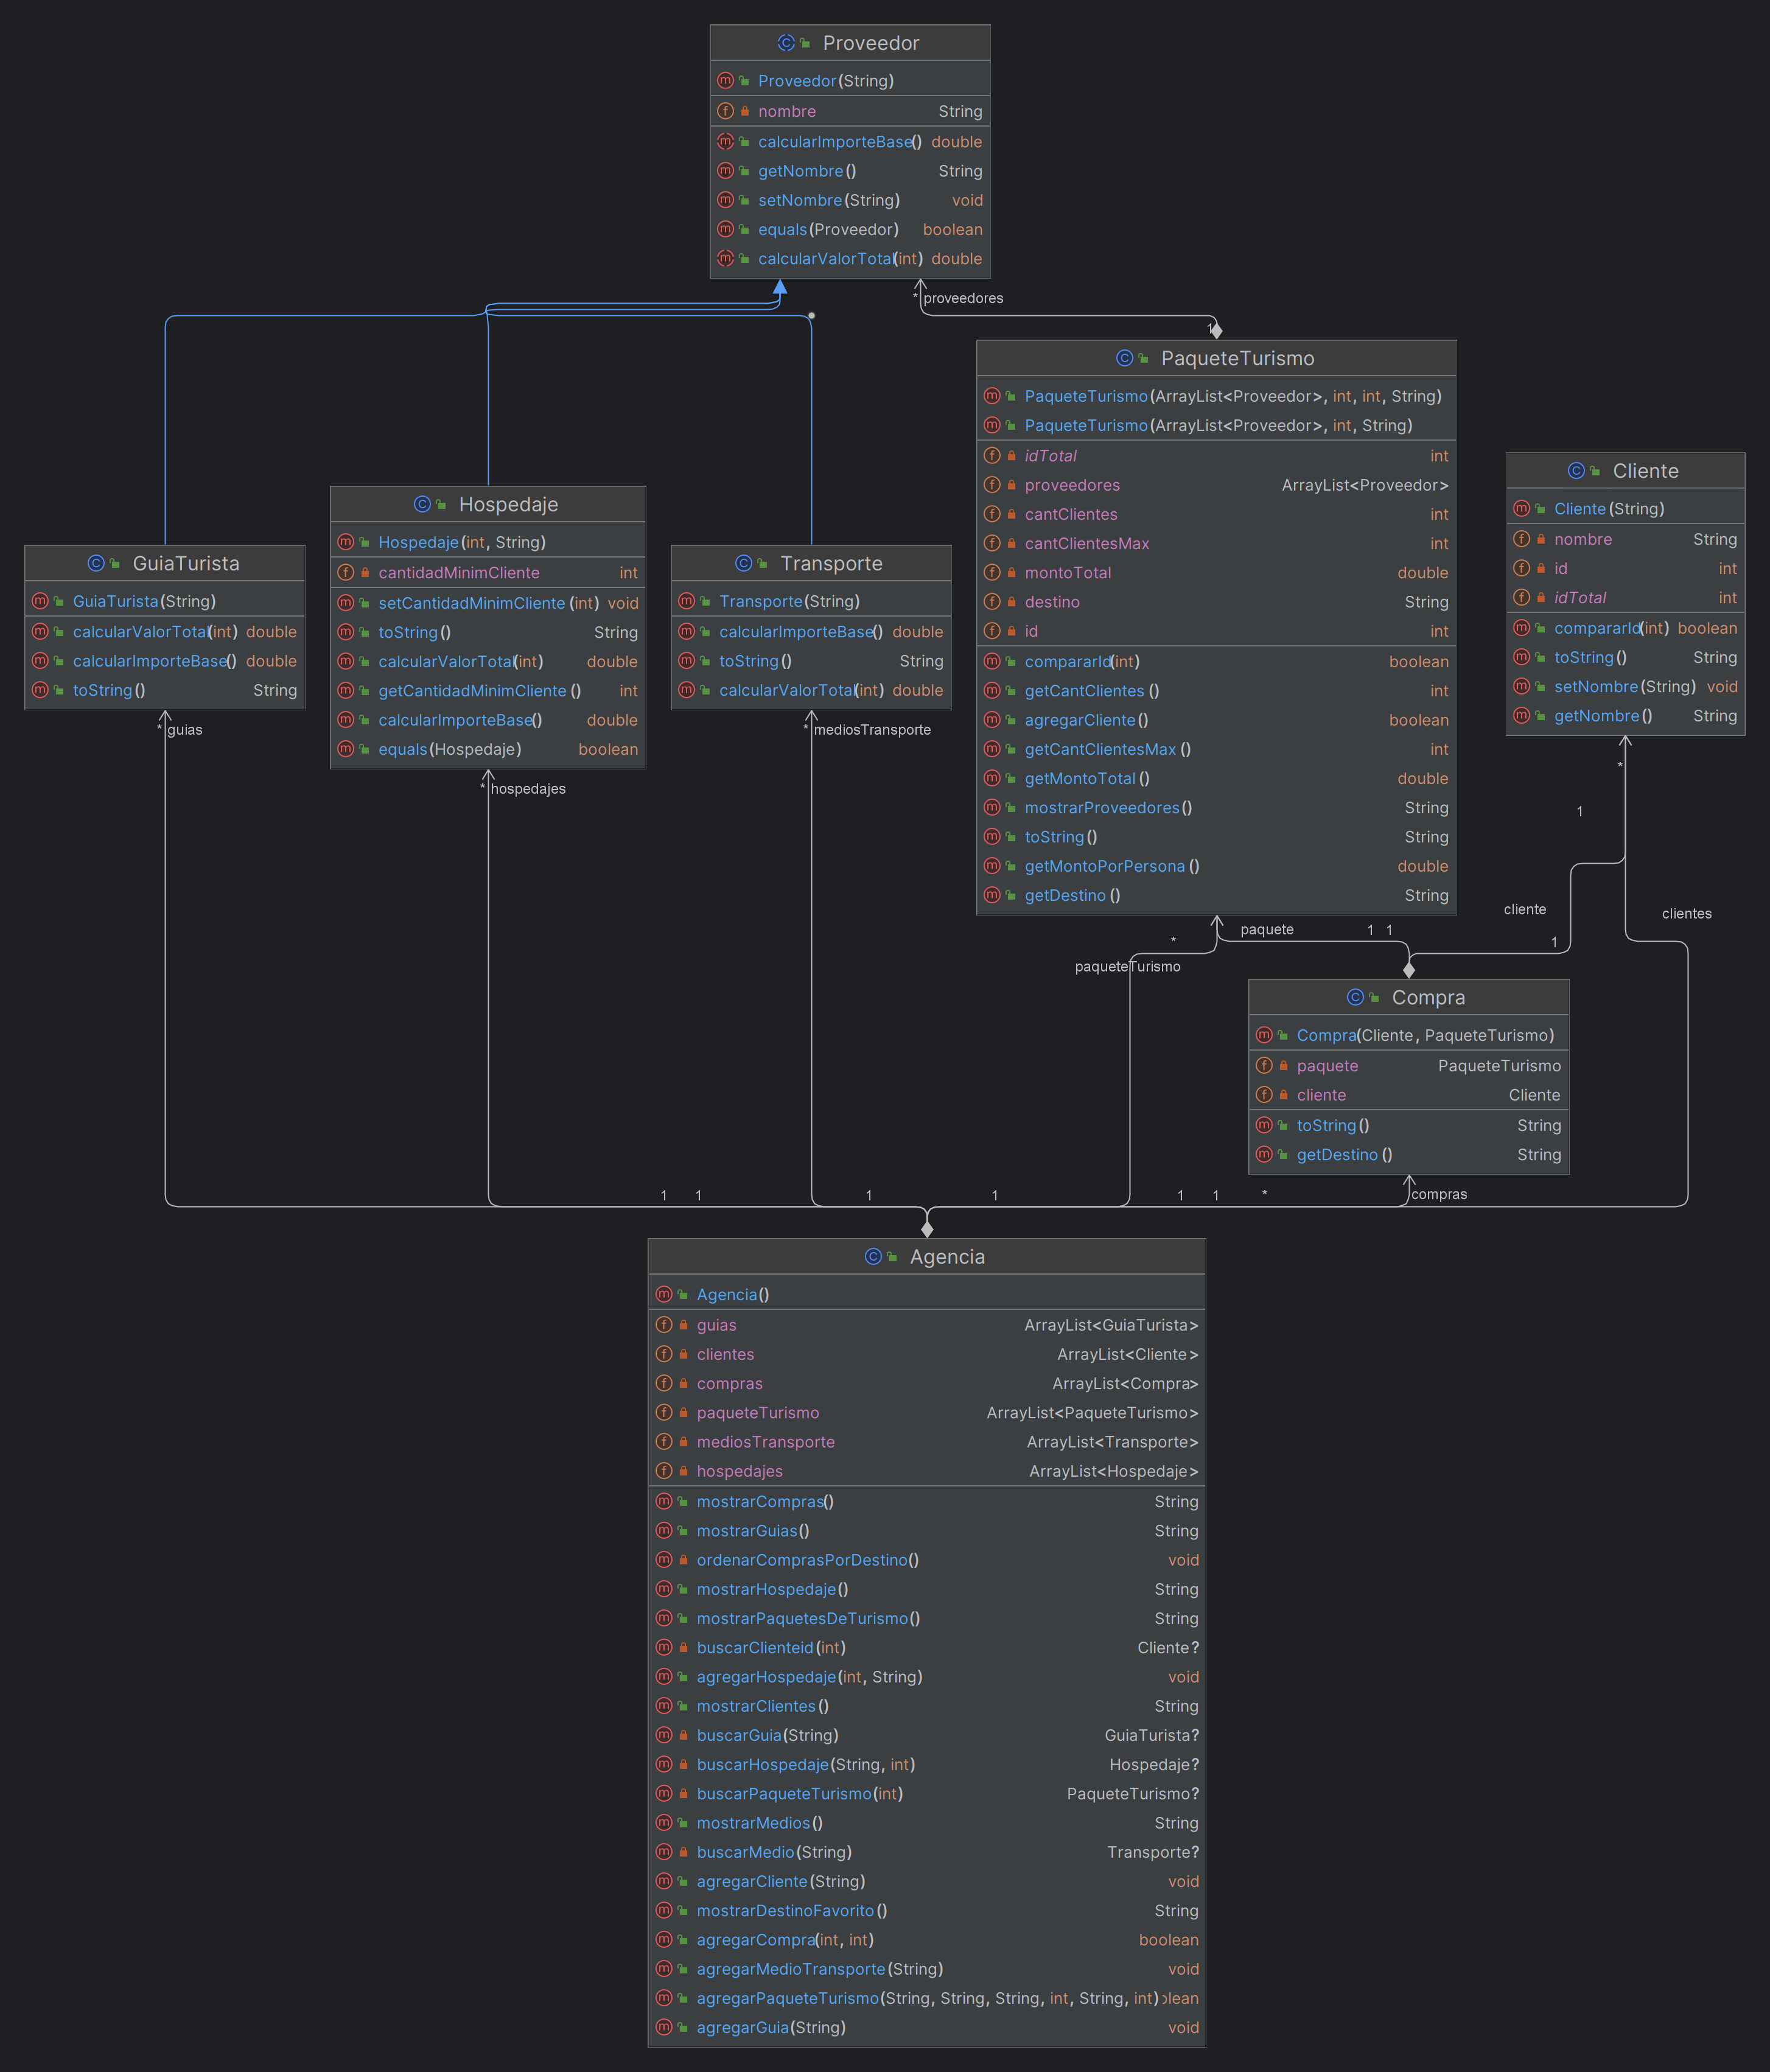 Proveedor
Proveedor(String)
nombre String
calcularImporteBase() double
getNombre() String
setNombre(String) void
equals(Proveedor) boolean
calcularValorTotal(int) double
* proveedores
1
PaqueteTurismo
PaqueteTurismo(ArrayList<Proveedor>, int, int, String)
PaqueteTurismo(ArrayList<Proveedor>, int, String)
idTotal int
proveedores ArrayList<Proveedor>
cantClientes int
cantClientesMax int
montoTotal double
destino String
id int
compararId(int) boolean
getCantClientes() int
agregarCliente() boolean
getCantClientesMax() int
getMontoTotal() double
mostrarProveedores() String
toString() String
getMontoPorPersona() double
getDestino() String
Cliente
Cliente(String)
nombre String
id int
idTotal int
compararId(int) boolean
toString() String
setNombre(String) void
getNombre() String
Hospedaje
Hospedaje(int, String)
cantidadMinimCliente int
setCantidadMinimCliente(int) void
toString() String
calcularValorTotal(int) double
getCantidadMinimCliente() int
calcularImporteBase() double
equals(Hospedaje) boolean
GuiaTurista
GuiaTurista(String)
calcularValorTotal(int) double
calcularImporteBase() double
toString() String
Transporte
Transporte(String)
calcularImporteBase() double
toString() String
calcularValorTotal(int) double
* guias
* hospedajes
* mediosTransporte
*
1
cliente
clientes
paquete 1 1
* 1
paqueteTurismo
Compra
Compra(Cliente, PaqueteTurismo)
paquete PaqueteTurismo
cliente Cliente
toString() String
getDestino() String
1 1 1 1 1 1 * compras
Agencia
Agencia()
guias ArrayList<GuiaTurista>
clientes ArrayList<Cliente>
compras ArrayList<Compra>
paqueteTurismo ArrayList<PaqueteTurismo>
mediosTransporte ArrayList<Transporte>
hospedajes ArrayList<Hospedaje>
mostrarCompras() String
mostrarGuias() String
ordenarComprasPorDestino() void
mostrarHospedaje() String
mostrarPaquetesDeTurismo() String
buscarClienteid(int) Cliente?
agregarHospedaje(int, String) void
mostrarClientes() String
buscarGuia(String) GuiaTurista?
buscarHospedaje(String, int) Hospedaje?
buscarPaqueteTurismo(int) PaqueteTurismo?
mostrarMedios() String
buscarMedio(String) Transporte?
agregarCliente(String) void
mostrarDestinoFavorito() String
agregarCompra(int, int) boolean
agregarMedioTransporte(String) void
agregarPaqueteTurismo(String, String, String, int, String, int) olean
agregarGuia(String) void